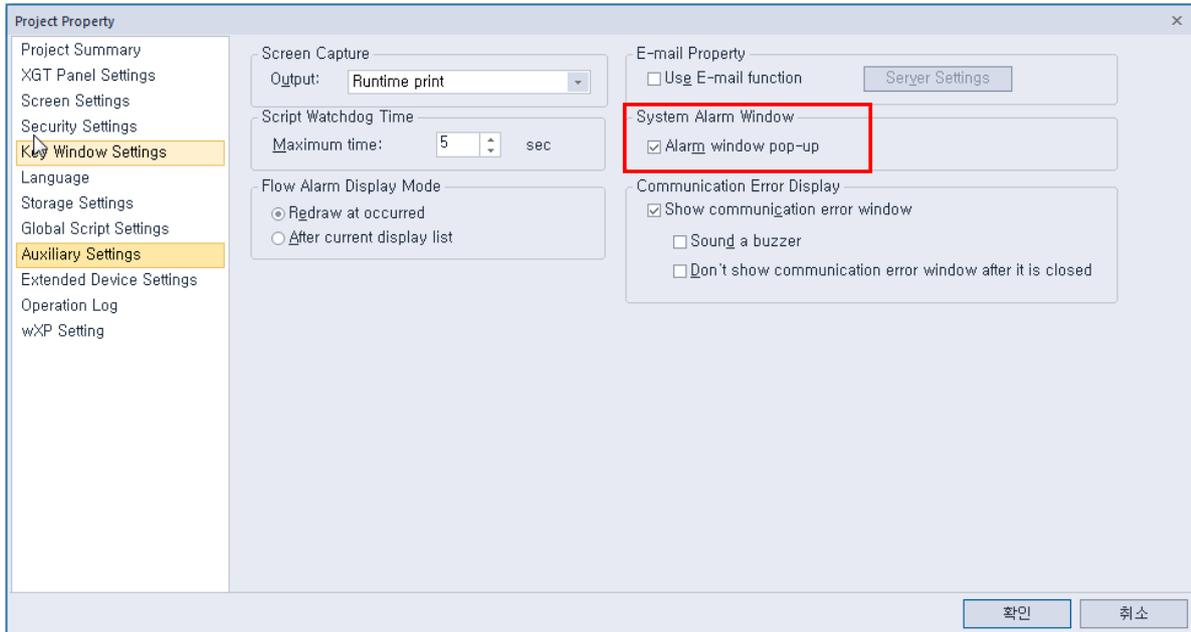 Project Property
Project Summary
XGT Panel Settings
Screen Settings
Security Settings
Key Window Settings
Language
Storage Settings
Global Script Settings
Auxiliary Settings
Extended Device Settings
Operation Log
wXP Setting
Screen Capture
Output: Runtime print
Script Watchdog Time
Maximum time: 5 sec
Flow Alarm Display Mode
Redraw at occurred
After current display list
E-mail Property
Use E-mail function Server Settings
System Alarm Window
Alarm window pop-up
Communication Error Display
Show communication error window
Sound a buzzer
Don't show communication error window after it is closed
확인 취소